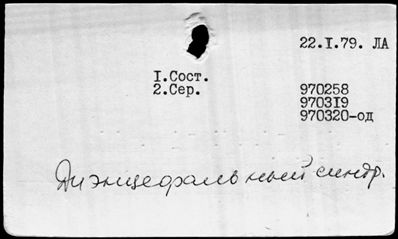 22.I.79. ЛА
I.Сост.
2.Сер. 970258
970319
970320-од
Диэнцефальный синдр.